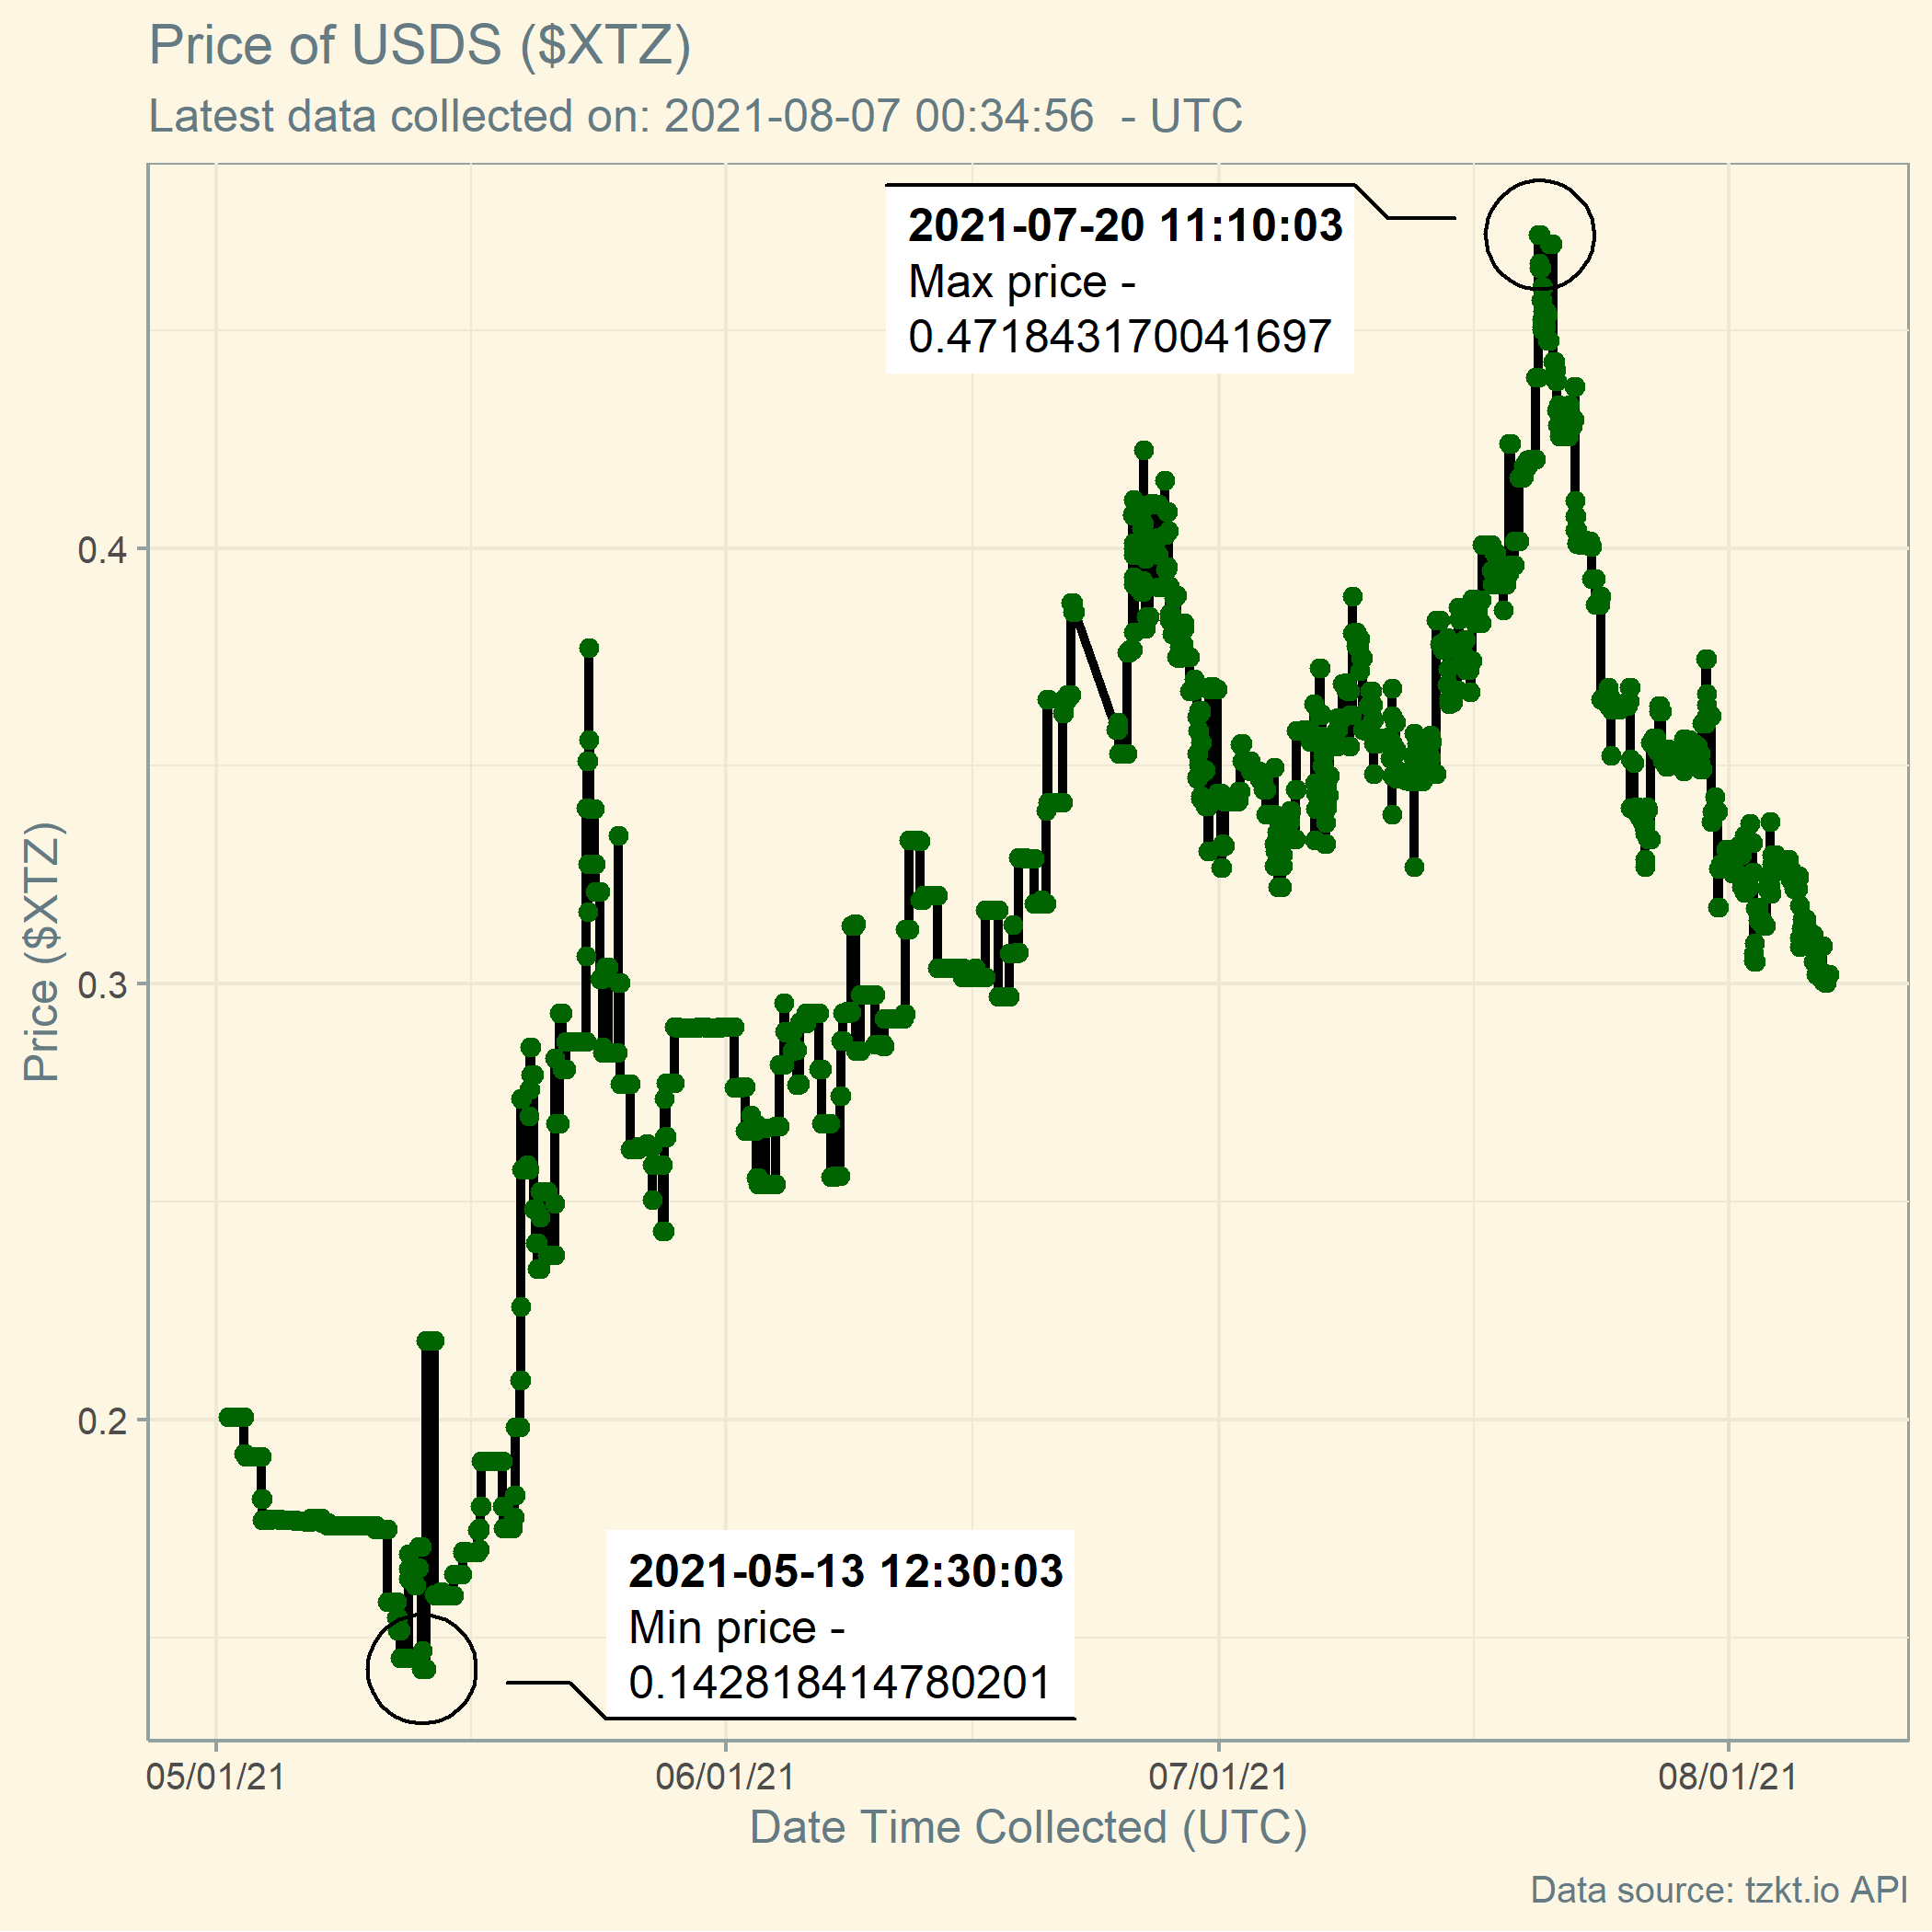 Price of USDS ($XTZ)
Latest data collected on: 2021-08-07 00:34:56  - UTC
2021-07-20 11:10:03
Max price -
0.471843170041697
0.4
0.3
0.2
Price ($XTZ)
2021-05-13 12:30:03
Min price -
0.142818414780201
05/01/21 06/01/21 07/01/21 08/01/21
Date Time Collected (UTC)
Data source: tzkt.io API